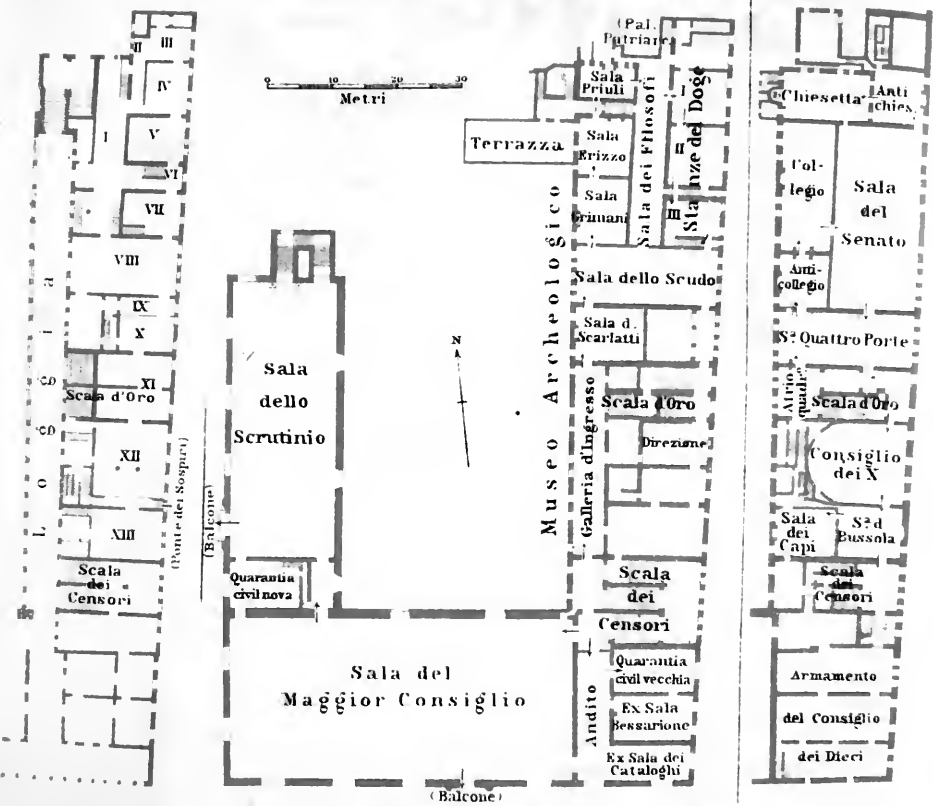 II
III
IV
I
V
VI
VII
VIII
IX
X
XI
Scala d'Oro
XII
XIII
Scala
dei
Censori
(Ponte dei Sospiri)
0 10 20 30
Metri
N
Sala
dello
Scrutinio
(Balcone)
Quarantia
civil nova
Sala del
Maggior Consiglio
(Balcone)
(Pal.
Patriarc.
Sala
Priuli
Terrazza
Sala
Erizzo
Sala
Grimani
Sala dei Filosofi
I
II
III
Stanze del Doge
Museo Archeologico
Sala dello Scudo
Sala d.
Scarlatti
Galleria d'Ingresso
Scala d'Oro
Direzione
Scala
dei
Censori
Andito
Quarantia
civil vecchia
Ex Sala
Bessarione
Ex Sala dei
Cataloghi
Chiesetta
Anti
chies.
Col-
legio
Sala
del
Senato
Anti-
collegio
Sa. Quattro Porte
Atrio
quadr.
Scala d'Oro
Consiglio
dei X
Sala
dei
Capi
Sa. d.
Bussola
Scala
dei
Censori
Armamento
del Consiglio
dei Dieci